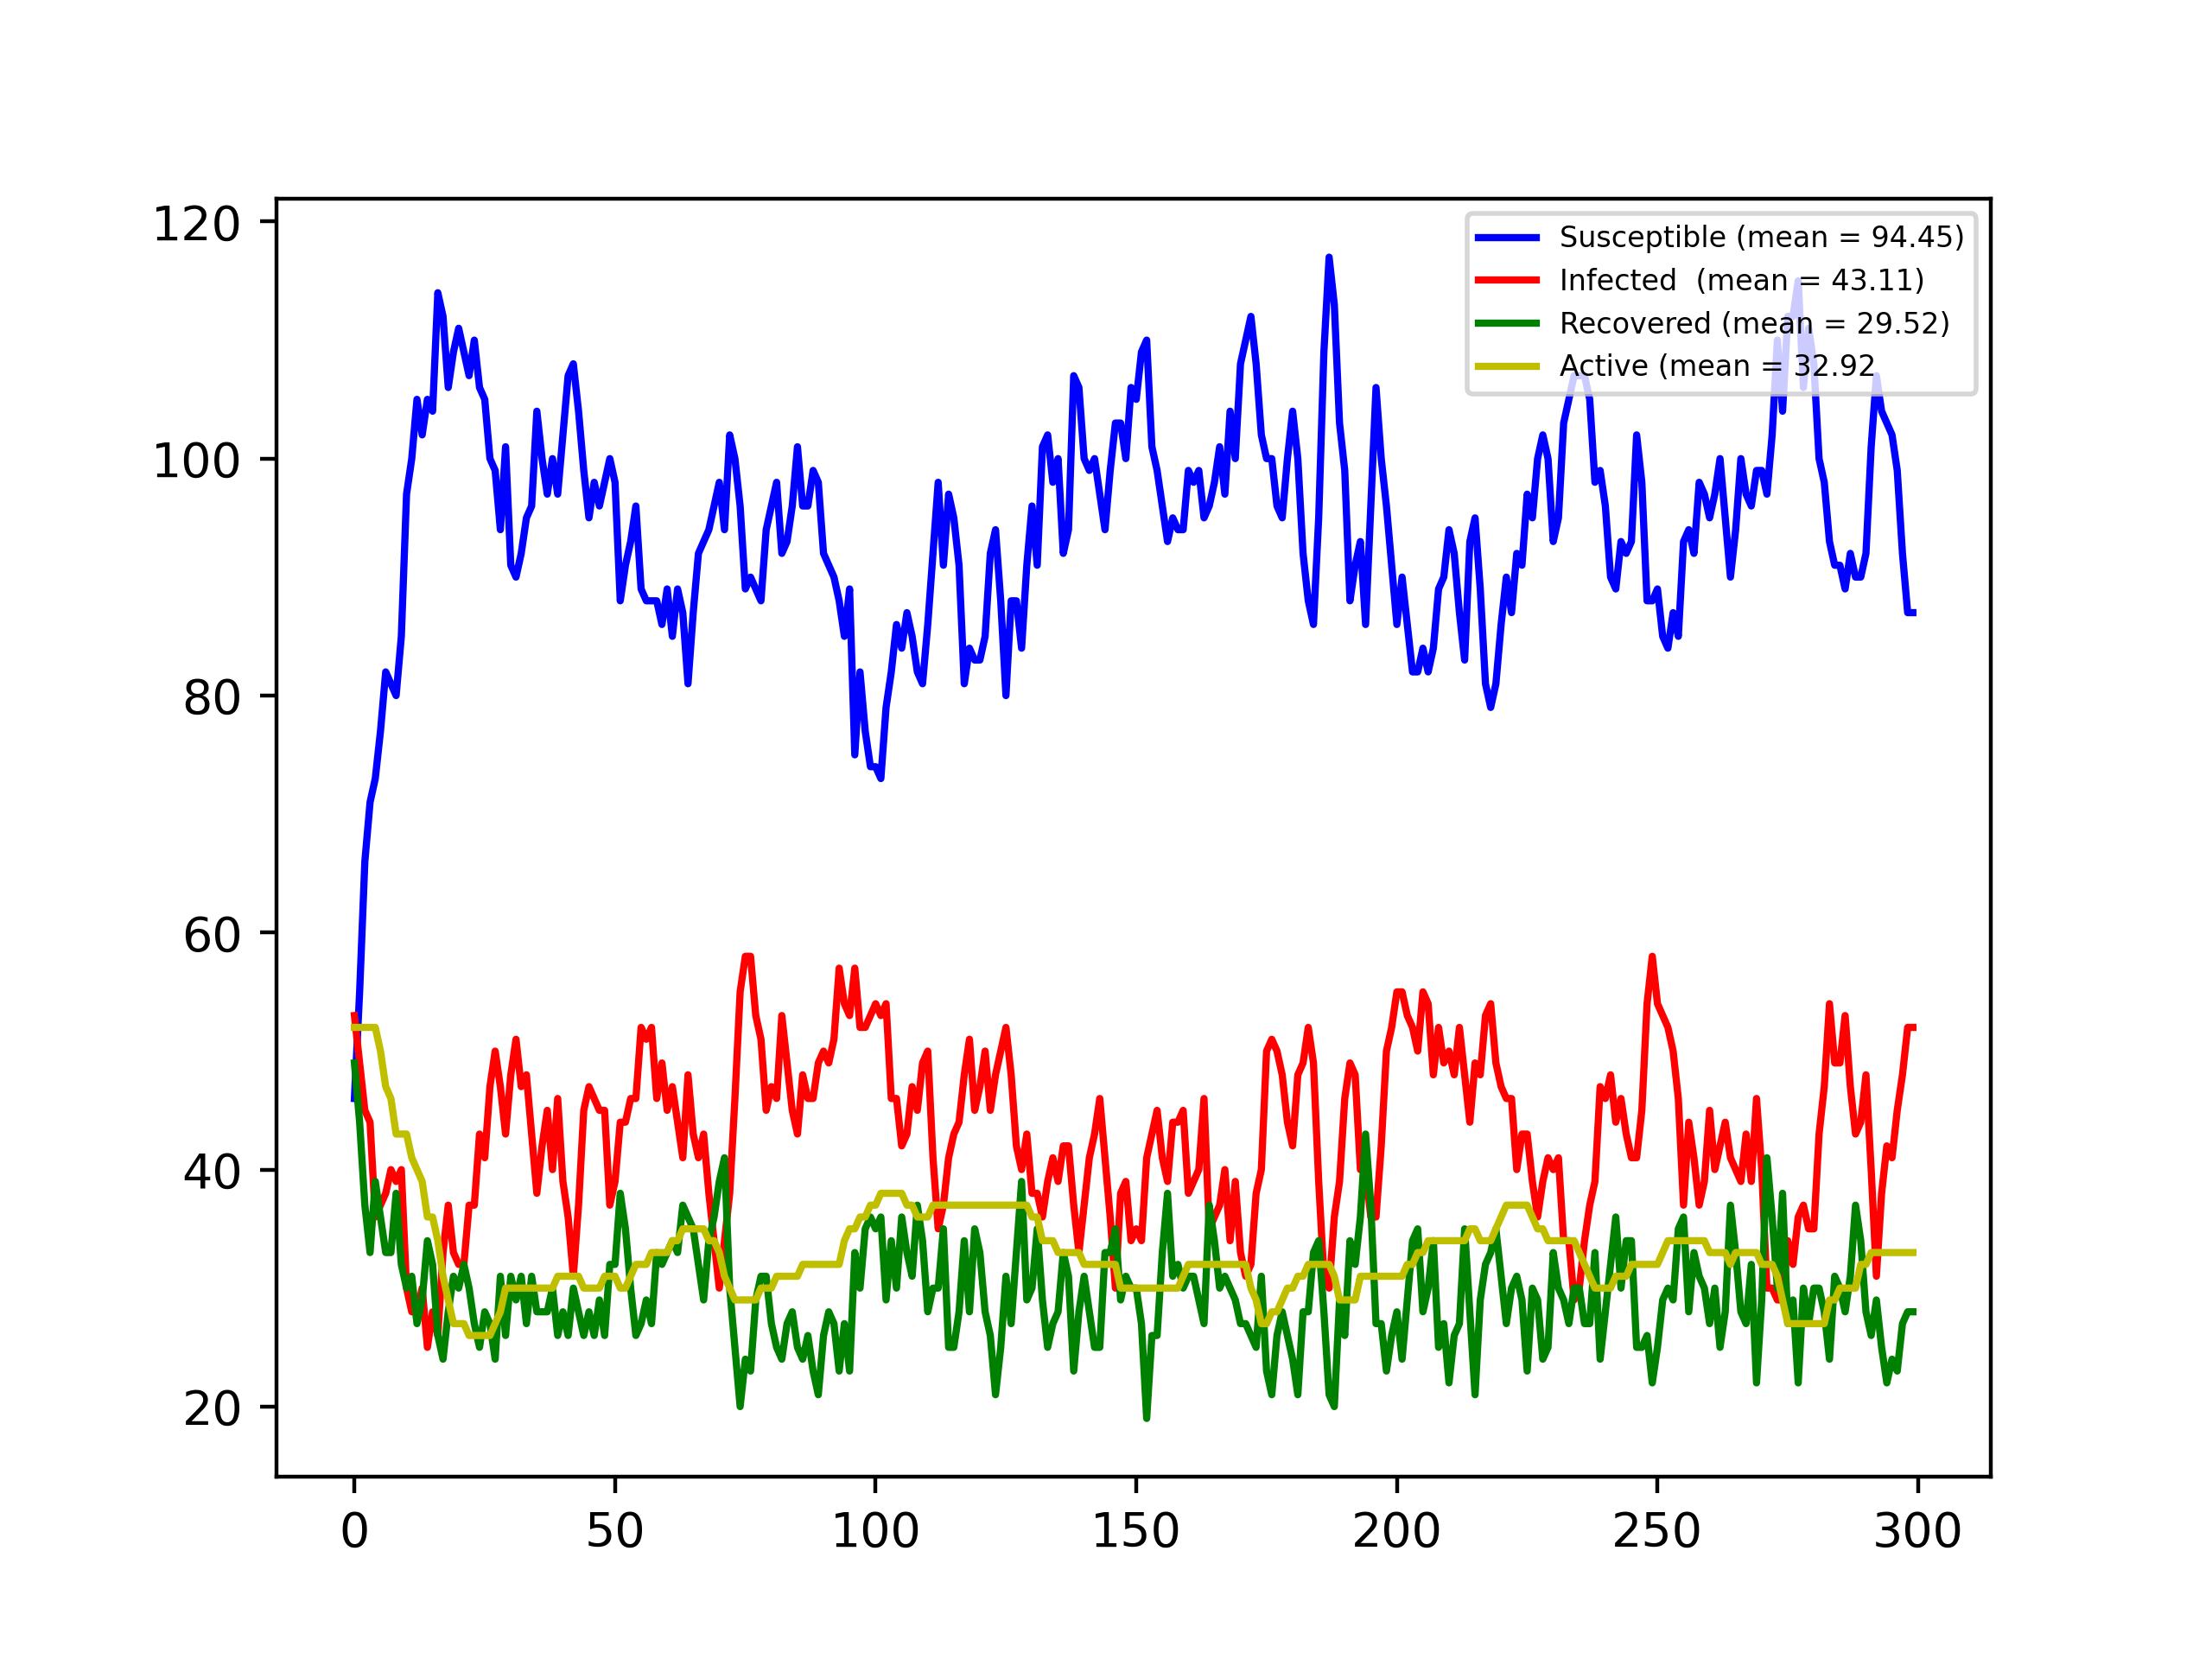 120
100
80
60
40
20
0 50 100 150 200 250 300
Susceptible (mean = 94.45)
Infected  (mean = 43.11)
Recovered (mean = 29.52)
Active (mean = 32.92